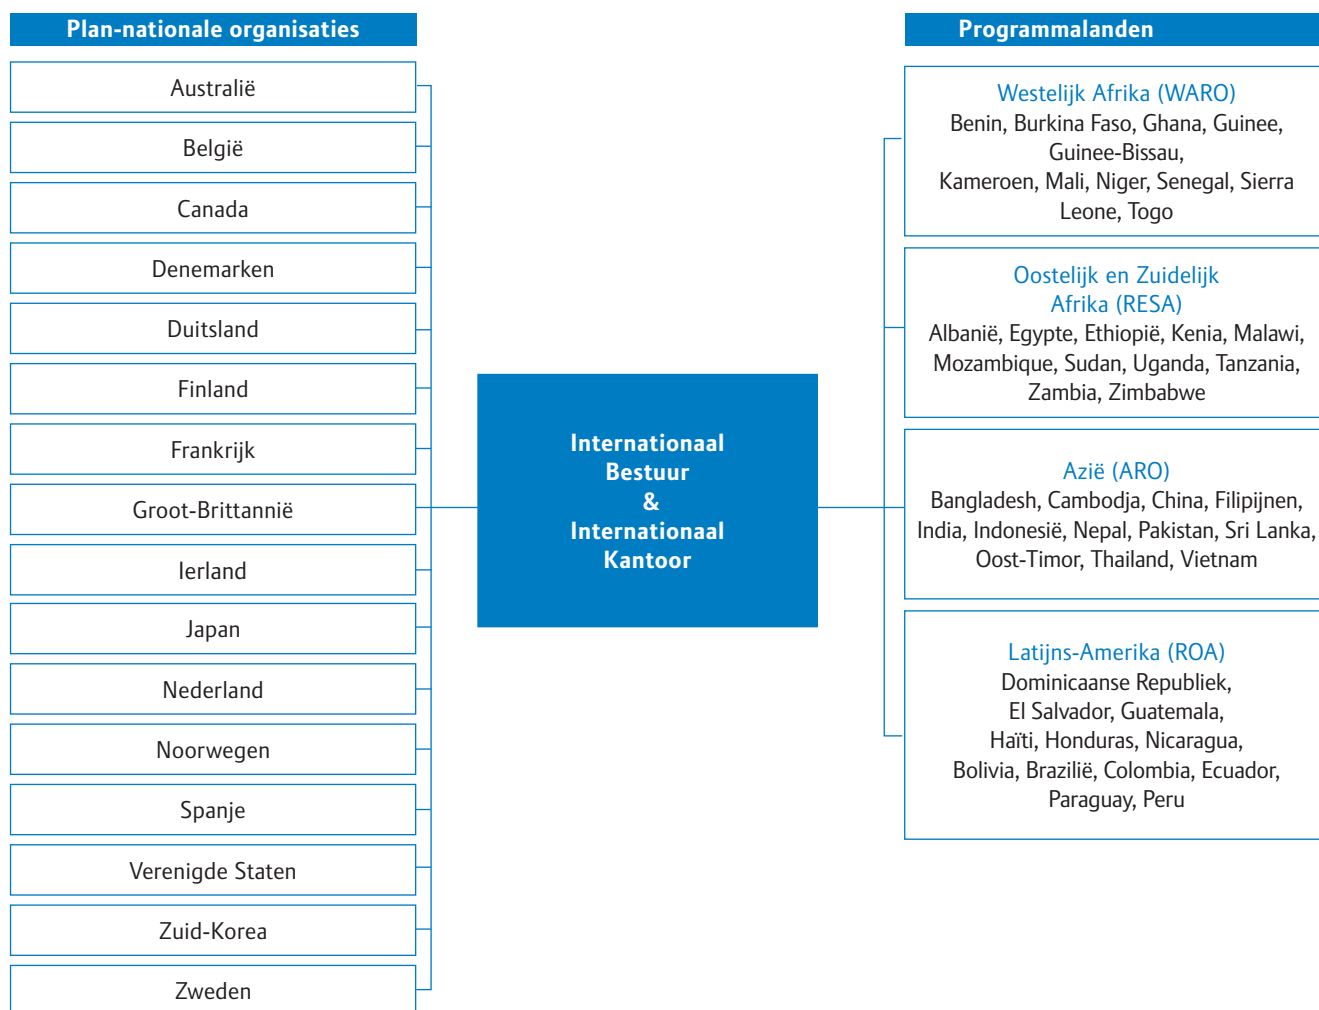 Plan-nationale organisaties
Australië
België
Canada
Denemarken
Duitsland
Finland
Frankrijk
Groot-Brittannië
Ierland
Japan
Nederland
Noorwegen
Spanje
Verenigde Staten
Zuid-Korea
Zweden
Internationaal
Bestuur
&
Internationaal
Kantoor
Programmalanden
Westelijk Afrika (WARO)
Benin, Burkina Faso, Ghana, Guinee,
Guinee-Bissau,
Kameroen, Mali, Niger, Senegal, Sierra
Leone, Togo
Oostelijk en Zuidelijk
Afrika (RESA)
Albanië, Egypte, Ethiopië, Kenia, Malawi,
Mozambique, Sudan, Uganda, Tanzania,
Zambia, Zimbabwe
Azië (ARO)
Bangladesh, Cambodja, China, Filipijnen,
India, Indonesië, Nepal, Pakistan, Sri Lanka,
Oost-Timor, Thailand, Vietnam
Latijns-Amerika (ROA)
Dominicaanse Republiek,
El Salvador, Guatemala,
Haïti, Honduras, Nicaragua,
Bolivia, Brazilië, Colombia, Ecuador,
Paraguay, Peru